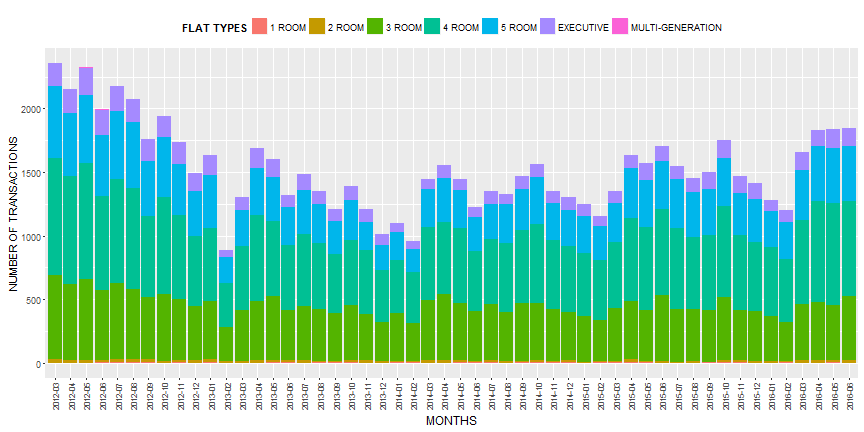 FLAT TYPES 1 ROOM 2 ROOM 3 ROOM 4 ROOM 5 ROOM EXECUTIVE MULTI-GENERATION
NUMBER OF TRANSACTIONS
2000
1500
1000
500
0
2012-03 2012-04 2012-05 2012-06 2012-07 2012-08 2012-09 2012-10 2012-11 2012-12 2013-01 2013-02 2013-03 2013-04 2013-05 2013-06 2013-07 2013-08 2013-09 2013-10 2013-11 2013-12 2014-01 2014-02 2014-03 2014-04 2014-05 2014-06 2014-07 2014-08 2014-09 2014-10 2014-11 2014-12 2015-01 2015-02 2015-03 2015-04 2015-05 2015-06 2015-07 2015-08 2015-09 2015-10 2015-11 2015-12 2016-01 2016-02 2016-03 2016-04 2016-05 2016-06
MONTHS